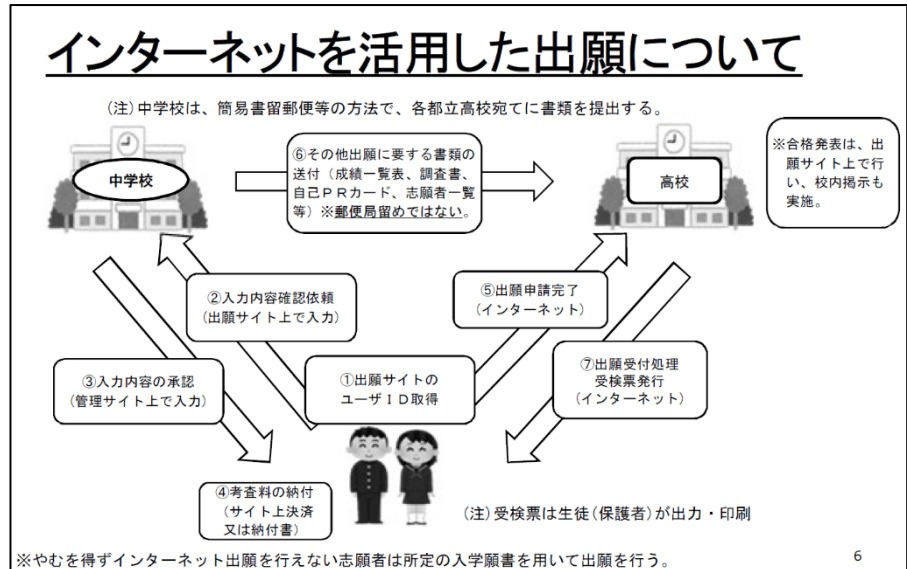 インターネットを活用した出願について
(注)中学校は、簡易書留郵便等の方法で、各都立高校宛てに書類を提出する。
中学校
⑥その他出願に要する書類の
送付（成績一覧表、調査書、
自己ＰＲカード、志願者一覧
等）※郵便局留めではない。
高校
※合格発表は、出
願サイト上で行
い、校内掲示も
実施。
②入力内容確認依頼
(出願サイト上で入力)
⑤出願申請完了
(インターネット)
③入力内容の承認
(管理サイト上で入力)
①出願サイトの
ユーザＩＤ取得
⑦出願受付処理
受検票発行
(インターネット)
④考査料の納付
(サイト上決済
又は納付書)
(注)受検票は生徒(保護者)が出力・印刷
※やむを得ずインターネット出願を行えない志願者は所定の入学願書を用いて出願を行う。
6